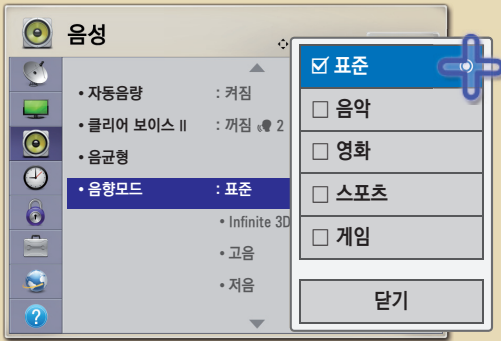 음성
• 자동음량 : 켜짐
• 클리어 보이스 II : 꺼짐 2
• 음균형
• 음향모드 : 표준
• Infinite 3D
• 고음
• 저음
?
☑ 표준
☐ 음악
☐ 영화
☐ 스포츠
☐ 게임
닫기